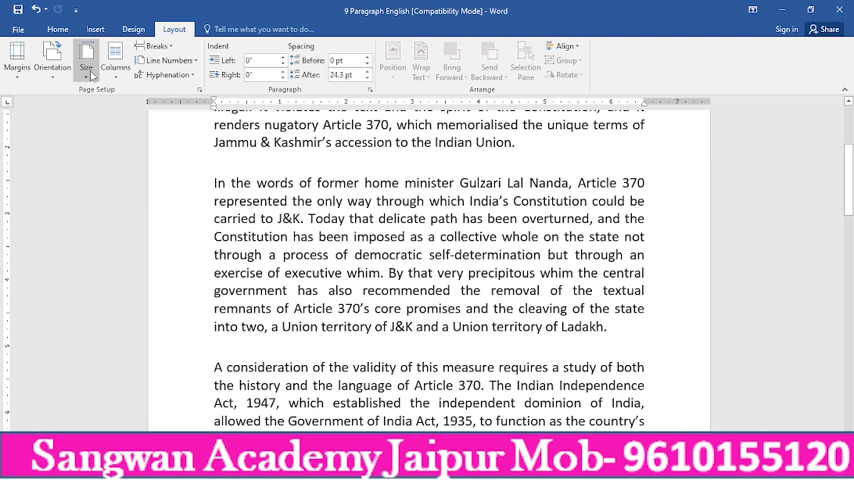 9 Paragraph English [Compatibility Mode] - Word
File Home Insert Design Layout Tell me what you want to do... Sign in Share
Margins Orientation Size Columns
Breaks
Line Numbers
Hyphenation
Page Setup
Indent Spacing
Left: 0" Before: 0 pt
Right: 0" After: 24.3 pt
Paragraph
Position Wrap Text Bring Forward Send Backward Selection Pane
Align
Group
Rotate
Arrange
renders nugatory Article 370, which memorialised the unique terms of
Jammu & Kashmir’s accession to the Indian Union.
In the words of former home minister Gulzari Lal Nanda, Article 370
represented the only way through which India’s Constitution could be
carried to J&K. Today that delicate path has been overturned, and the
Constitution has been imposed as a collective whole on the state not
through a process of democratic self-determination but through an
exercise of executive whim. By that very precipitous whim the central
government has also recommended the removal of the textual
remnants of Article 370’s core promises and the cleaving of the state
into two, a Union territory of J&K and a Union territory of Ladakh.
A consideration of the validity of this measure requires a study of both
the history and the language of Article 370. The Indian Independence
Act, 1947, which established the independent dominion of India,
allowed the Government of India Act, 1935, to function as the country’s
Sangwan Academy Jaipur Mob- 9610155120